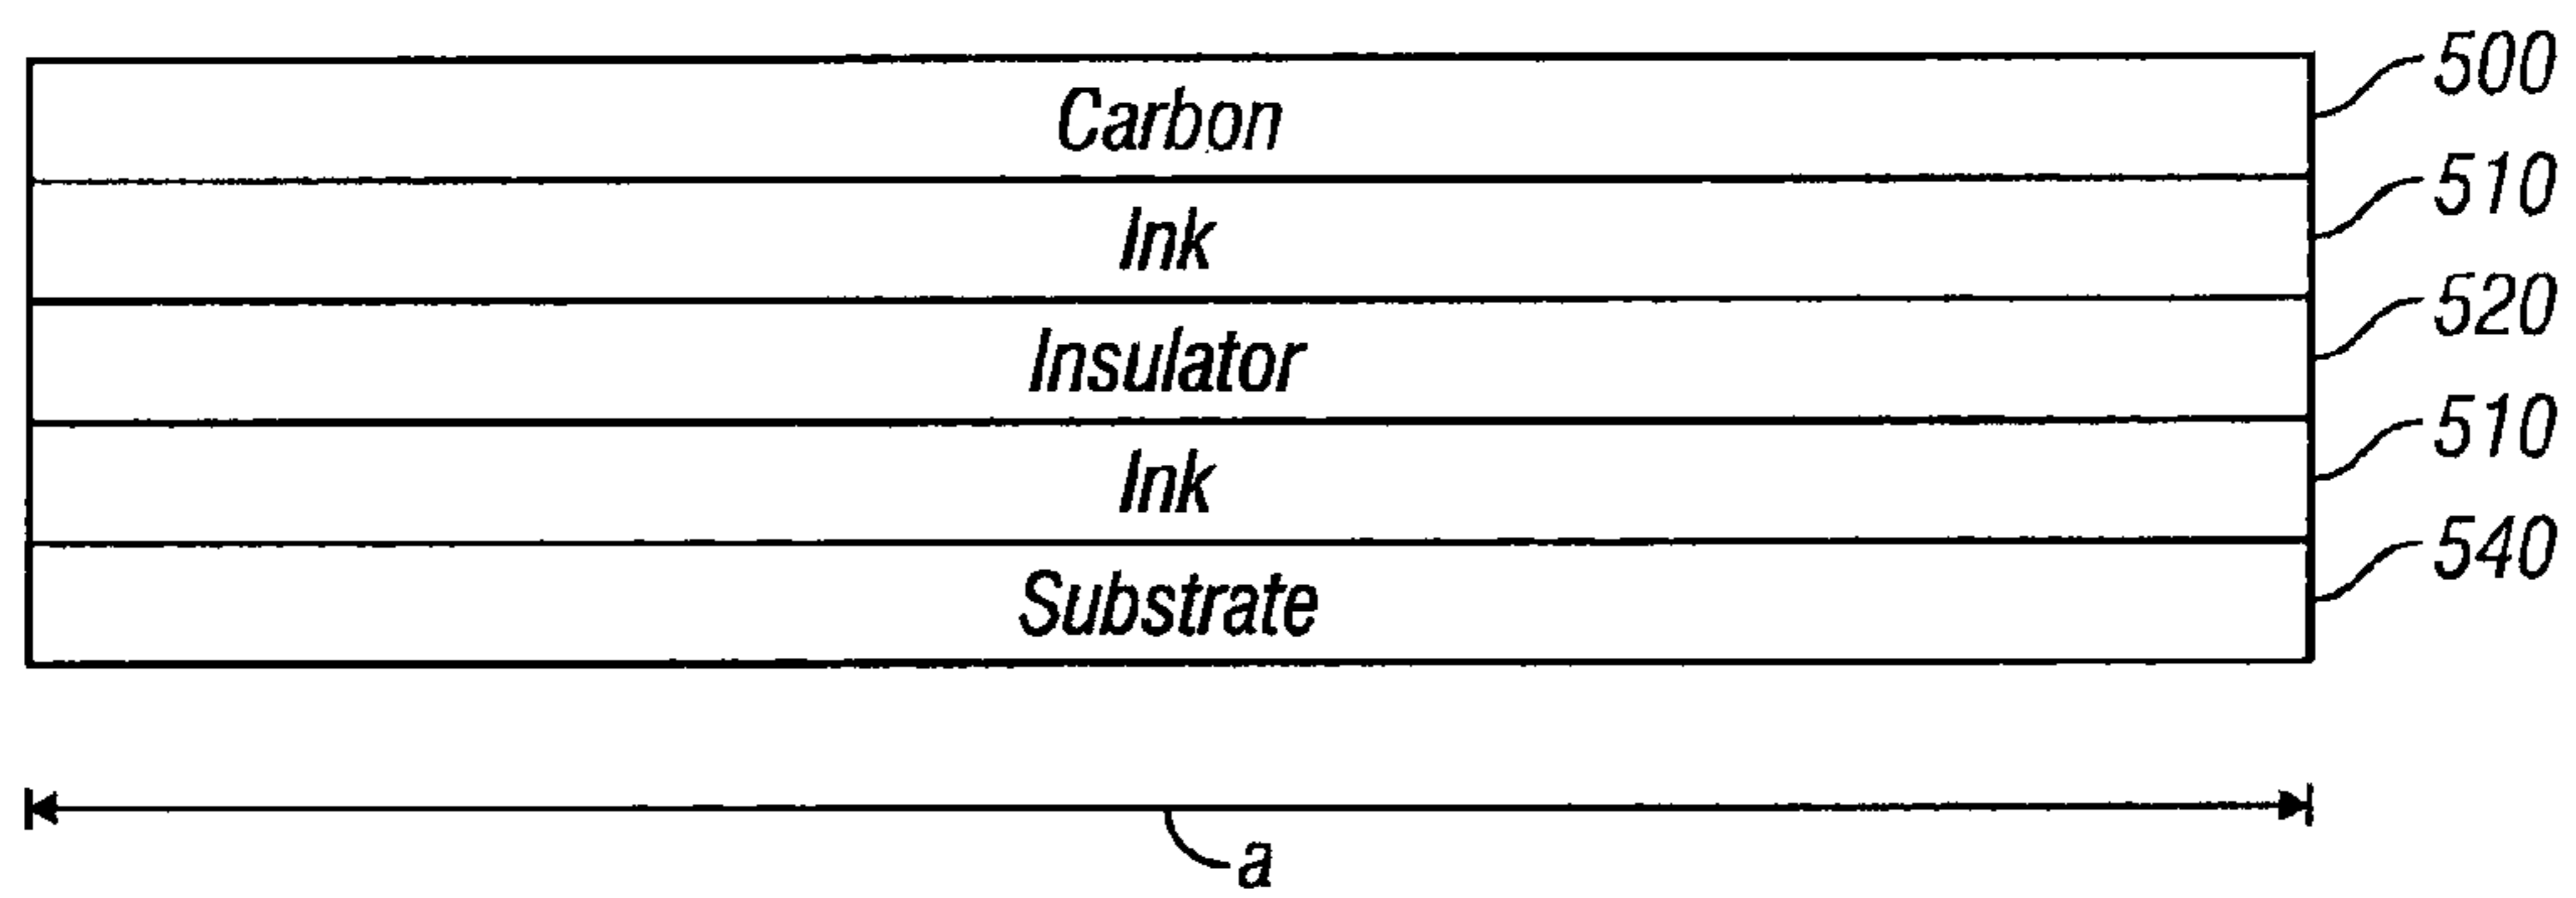 Carbon 500
Ink 510
Insulator 520
Ink 510
Substrate 540
a